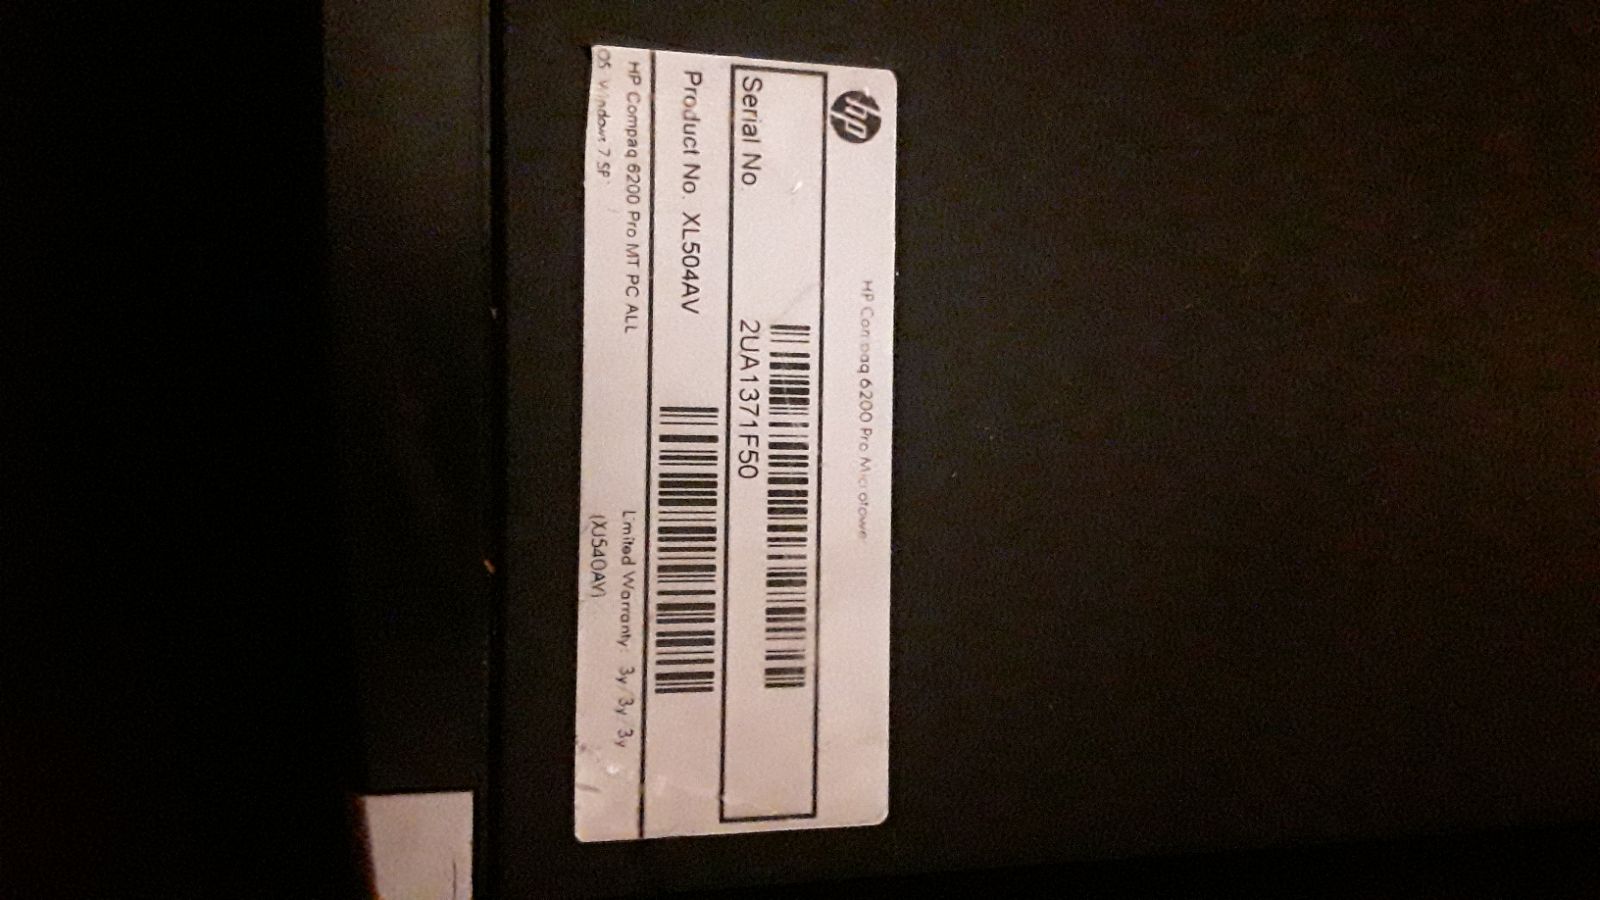 hp
HP Compaq 6200 Pro Microtowe
Serial No.
2UA1371F50
Product No. XL504AV
HP Compaq 6200 Pro MT PC ALL
Limited Warranty: 3y/3y/3y
OS Windows 7 SP
(XJ540AV)